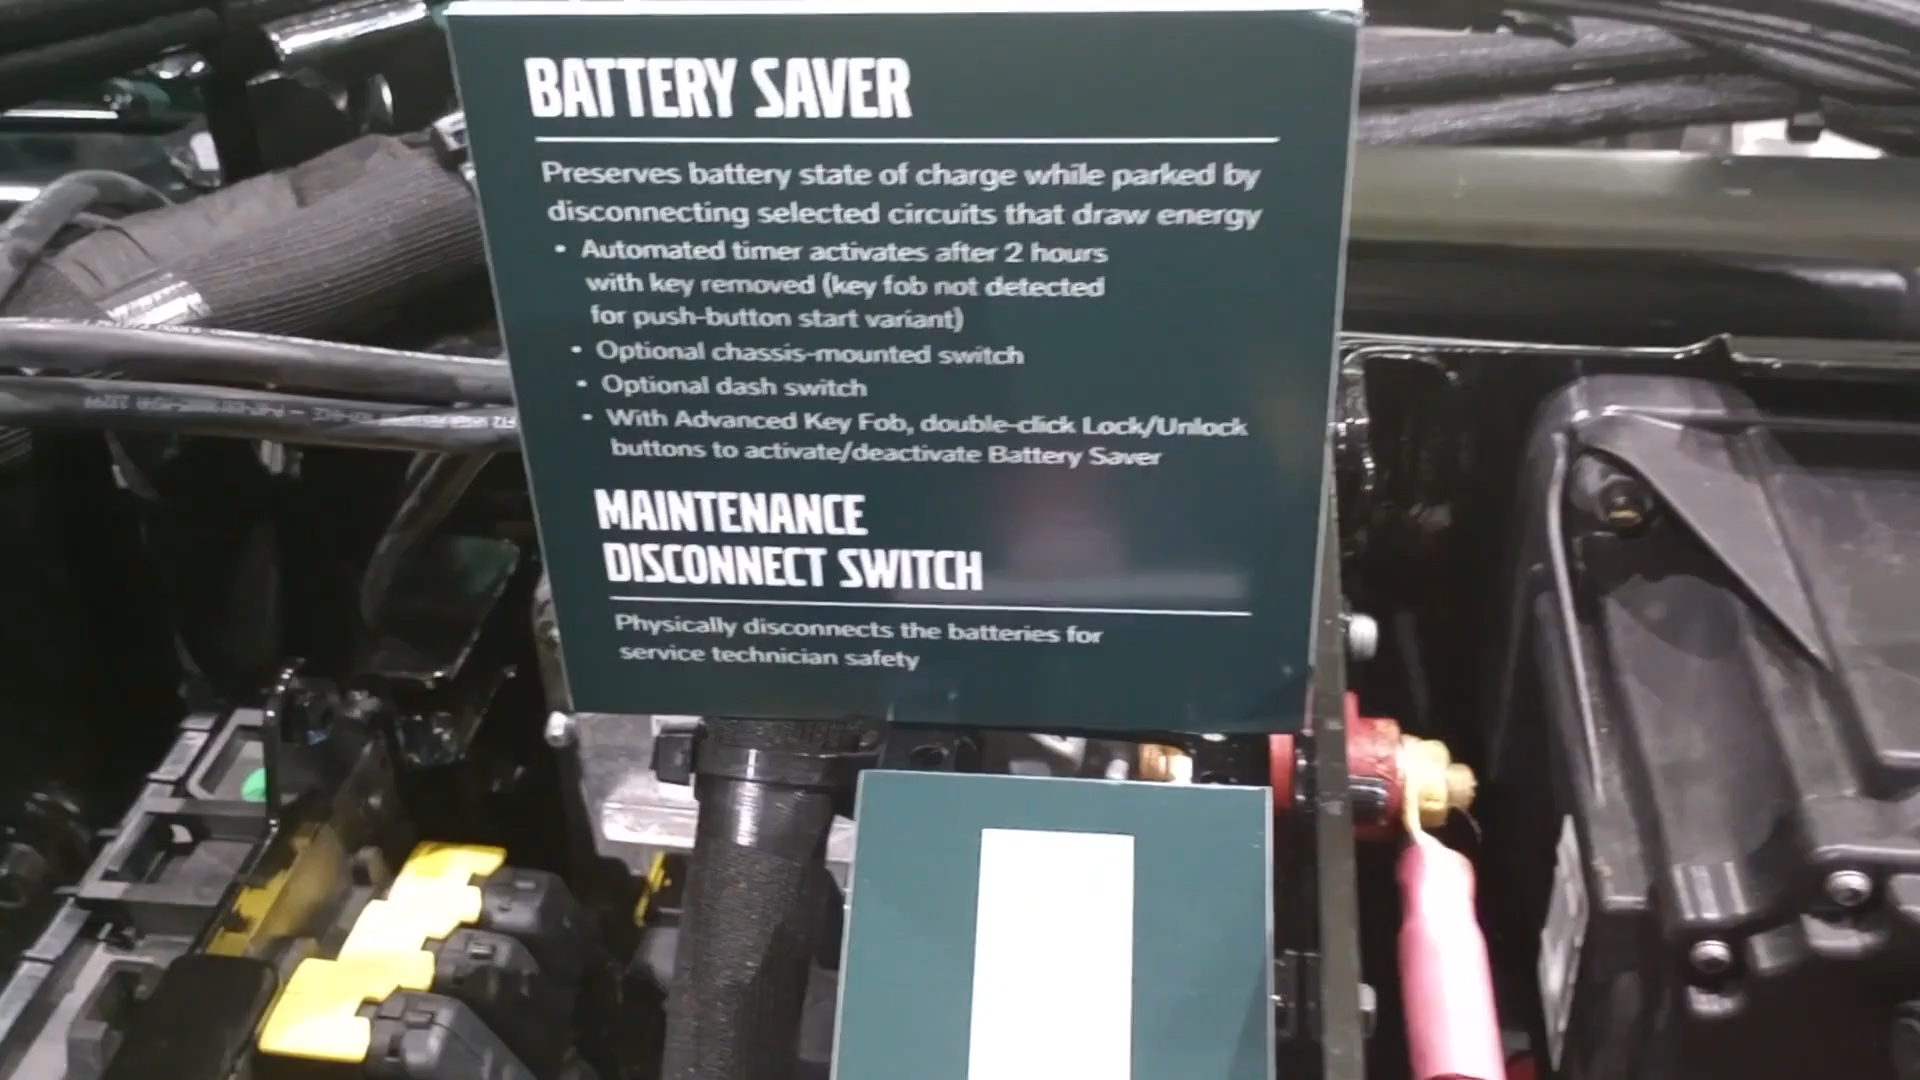 BATTERY SAVER
Preserves battery state of charge while parked by
disconnecting selected circuits that draw energy
• Automated timer activates after 2 hours
with key removed (key fob not detected
for push-button start variant)
• Optional chassis-mounted switch
• Optional dash switch
• With Advanced Key Fob, double-click Lock/Unlock
buttons to activate/deactivate Battery Saver
MAINTENANCE
DISCONNECT SWITCH
Physically disconnects the batteries for
service technician safety